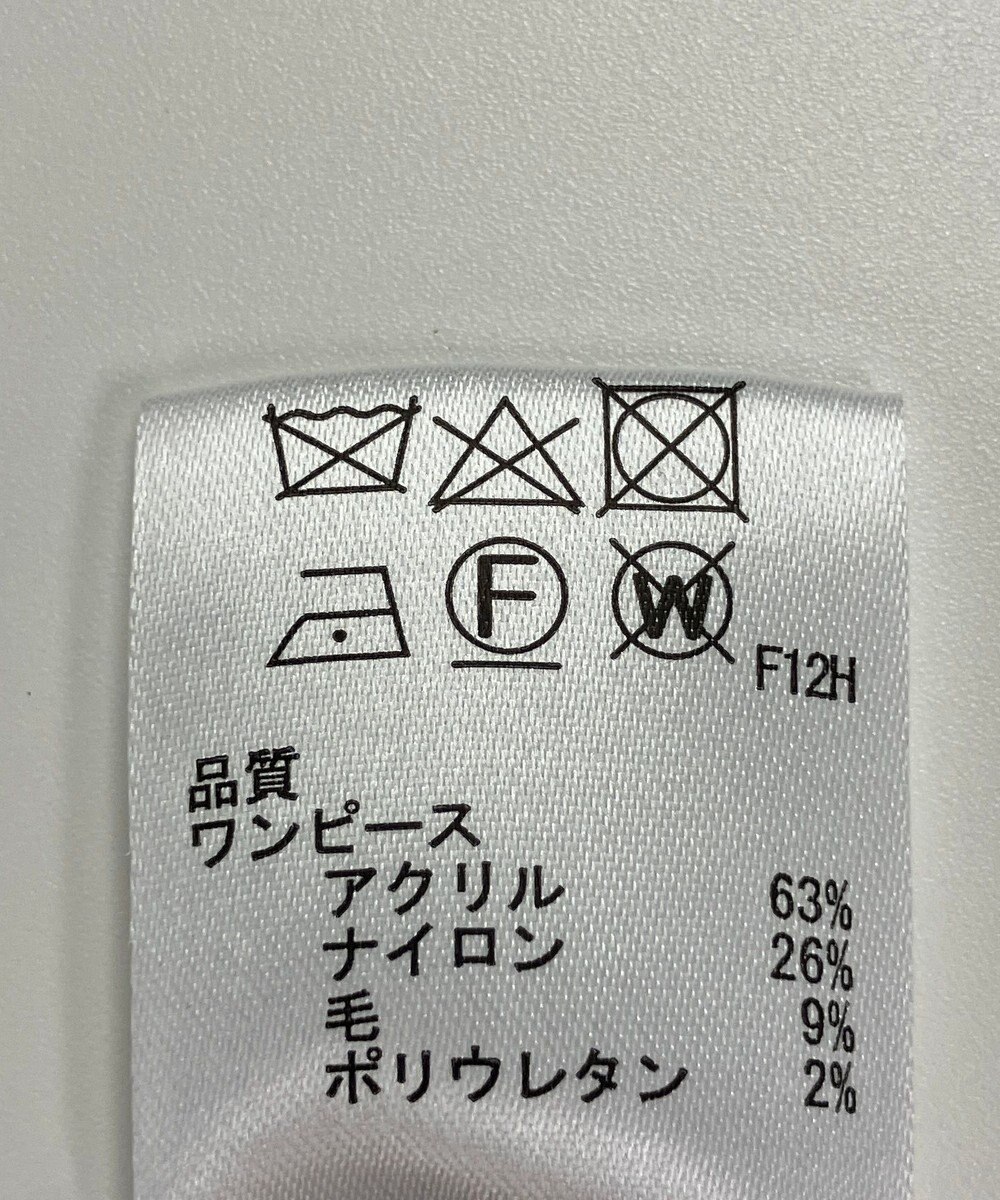 F W
F12H
品質
ワンピース
アクリル 63%
ナイロン 26%
毛 9%
ポリウレタン 2%